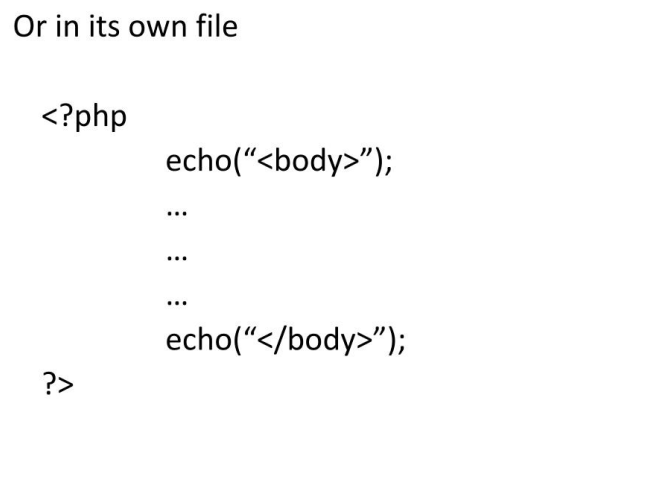 Or in its own file
<?php
echo(“<body>”);
...
...
...
echo(“</body>”);
?>